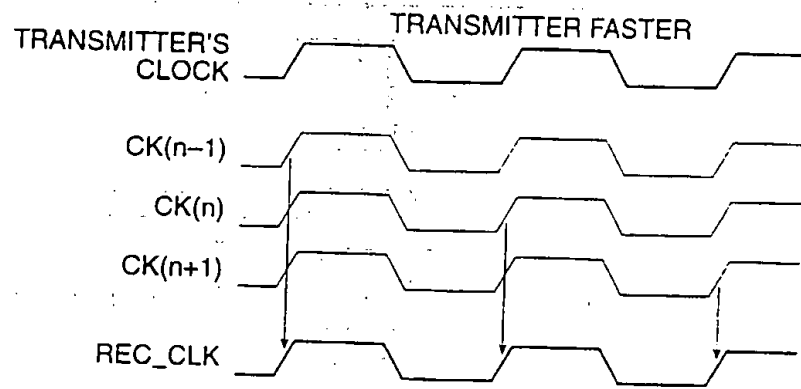 TRANSMITTER FASTER
TRANSMITTER'S
CLOCK
CK(n–1)
CK(n)
CK(n+1)
REC_CLK